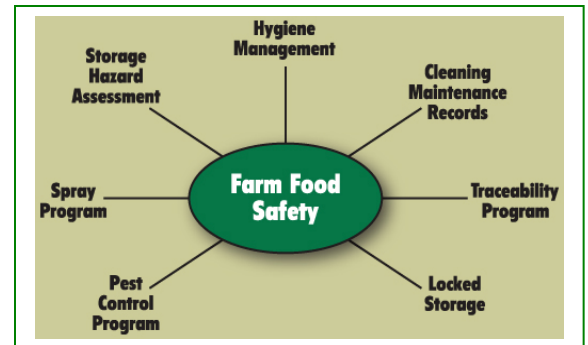 Hygiene
Management
Storage
Hazard
Assessment
Cleaning
Maintenance
Records
Farm Food
Safety
Spray
Program
Traceability
Program
Pest
Control
Program
Locked
Storage